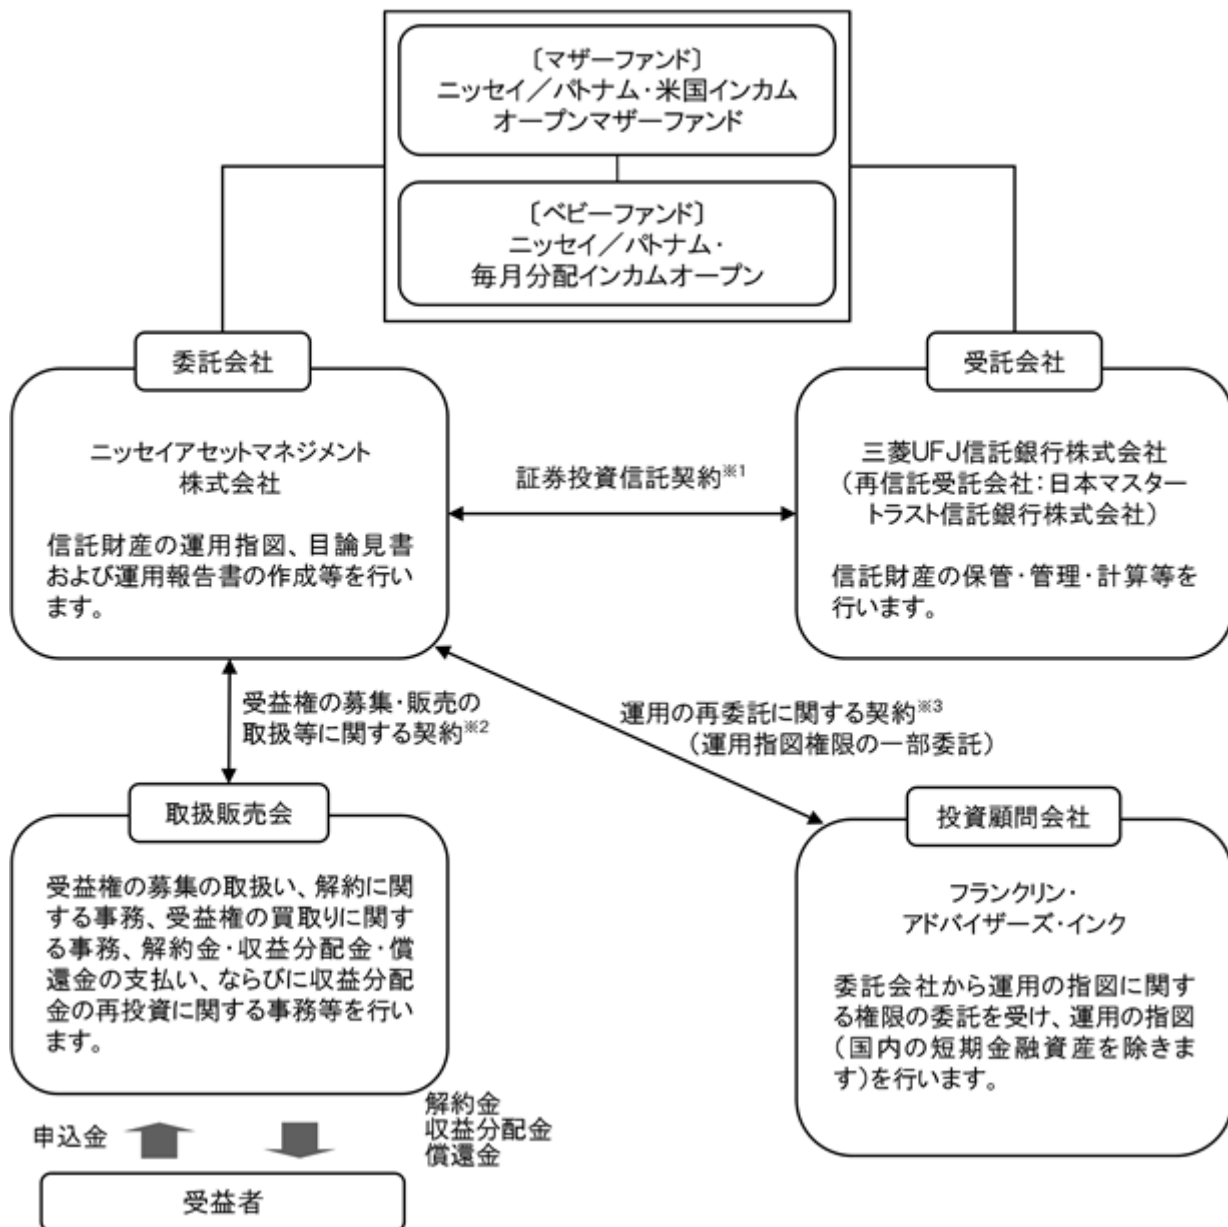 〔マザーファンド〕
ニッセイ／パトナム・米国インカム
オープンマザーファンド
〔ベビーファンド〕
ニッセイ／パトナム・
毎月分配インカムオープン
委託会社
ニッセイアセットマネジメント
株式会社
信託財産の運用指図、目論見書
および運用報告書の作成等を行い
ます。
証券投資信託契約※1
受託会社
三菱UFJ信託銀行株式会社
（再信託受託会社：日本マスター
トラスト信託銀行株式会社）
信託財産の保管・管理・計算等を
行います。
受益権の募集・販売の
取扱等に関する契約※2
運用の再委託に関する契約※3
（運用指図権限の一部委託）
取扱販売会
受益権の募集の取扱い、解約に関
する事務、受益権の買取りに関す
る事務、解約金・収益分配金・償
還金の支払い、ならびに収益分配
金の再投資に関する事務等を行い
ます。
投資顧問会社
フランクリン・
アドバイザーズ・インク
委託会社から運用の指図に関す
る権限の委託を受け、運用の指図
（国内の短期金融資産を除きま
す）を行います。
申込金
解約金
収益分配金
償還金
受益者